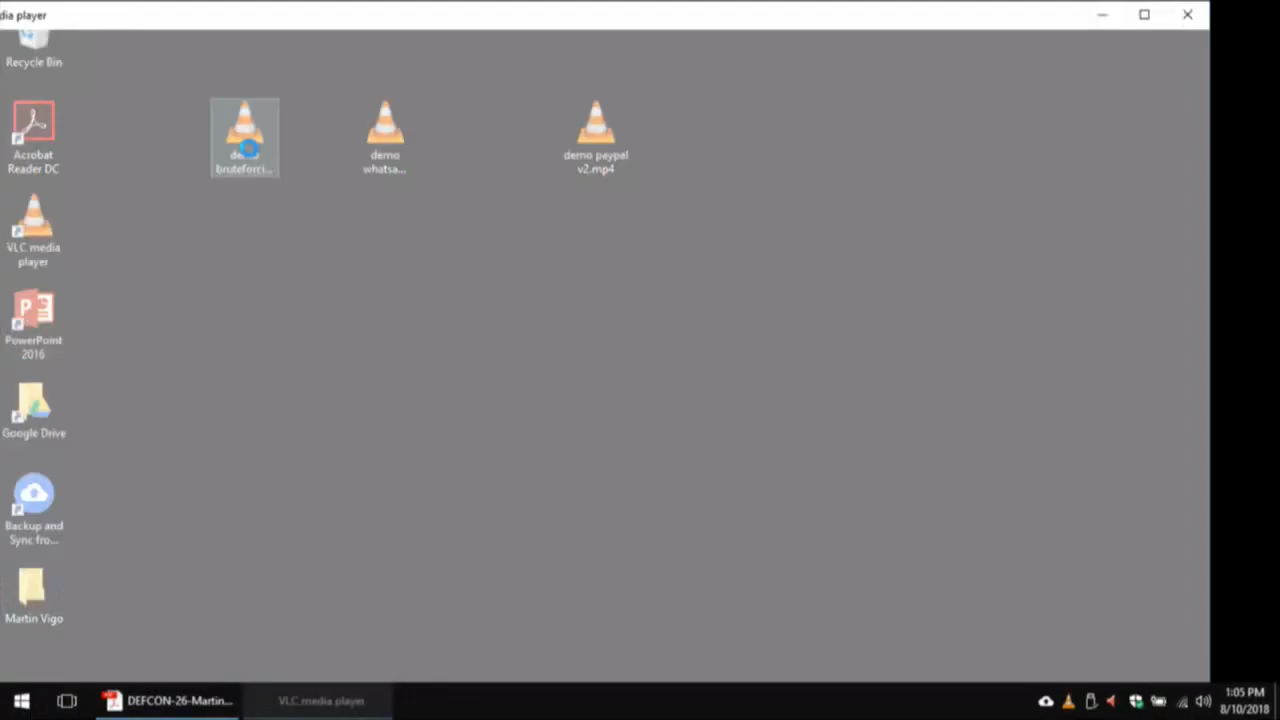 dia player
Recycle Bin
Acrobat
Reader DC
VLC media
player
PowerPoint
2016
Google Drive
Backup and
Sync fro...
Martin Vigo
demo
bruteforci...
demo
whatsa...
demo paypal
v2.mp4
DEFCON-26-Martin...
VLC media player
1:05 PM
8/10/2018